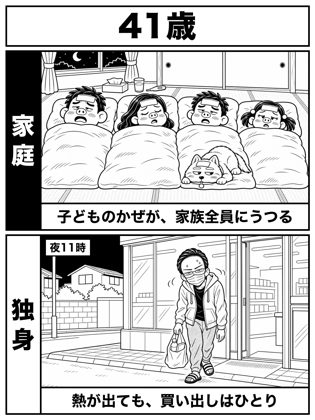 41歳
家庭
子どものかぜが、家族全員にうつる
夜11時
独身
熱が出ても、買い出しはひとり